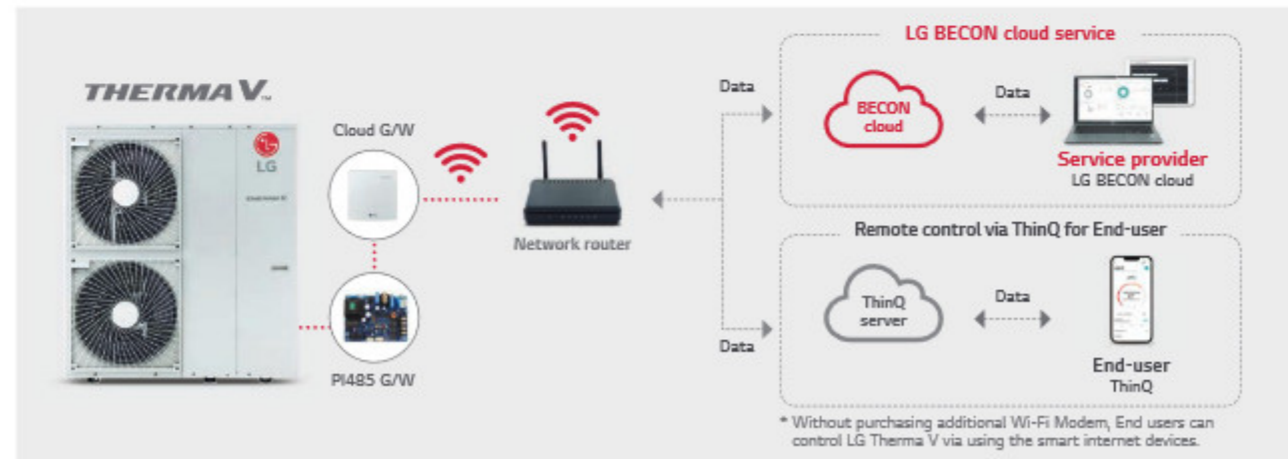 LG BECON cloud service
THERMA V™
LG
Cloud G/W
PI485 G/W
Network router
Data
BECON
cloud
Data
Service provider
LG BECON cloud
Remote control via ThinQ for End-user
Data
ThinQ
server
Data
End-user
ThinQ
* Without purchasing additional Wi-Fi Modem, End users can
control LG Therma V via using the smart internet devices.